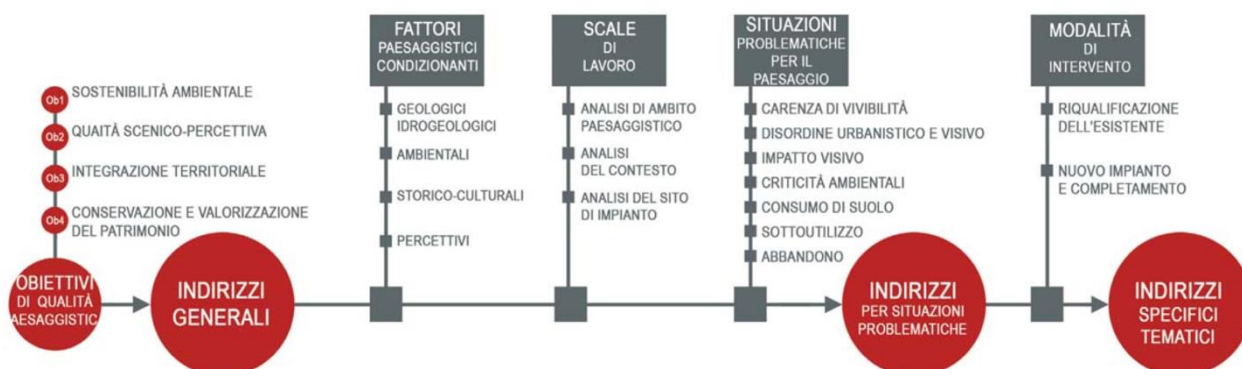 Ob1 SOSTENIBILITÀ AMBIENTALE
Ob2 QUAITÀ SCENICO-PERCETTIVA
Ob3 INTEGRAZIONE TERRITORIALE
Ob4 CONSERVAZIONE E VALORIZZAZIONE
DEL PATRIMONIO
OBIETTIVI
DI QUALITÀ
AESAGGISTIC
INDIRIZZI
GENERALI
FATTORI
PAESAGGISTICI
CONDIZIONANTI
GEOLOGICI
IDROGEOLOGICI
AMBIENTALI
STORICO-CULTURALI
PERCETTIVI
SCALE
DI
LAVORO
ANALISI DI AMBITO
PAESAGGISTICO
ANALISI
DEL CONTESTO
ANALISI DEL SITO
DI IMPIANTO
SITUAZIONI
PROBLEMATICHE
PER IL
PAESAGGIO
CARENZA DI VIVIBILITÀ
DISORDINE URBANISTICO E VISIVO
IMPATTO VISIVO
CRITICITÀ AMBIENTALI
CONSUMO DI SUOLO
SOTTOUTILIZZO
ABBANDONO
INDIRIZZI
PER SITUAZIONI
PROBLEMATICHE
MODALITÀ
DI
INTERVENTO
RIQUALIFICAZIONE
DELL'ESISTENTE
NUOVO IMPIANTO
E COMPLETAMENTO
INDIRIZZI
SPECIFICI
TEMATICI